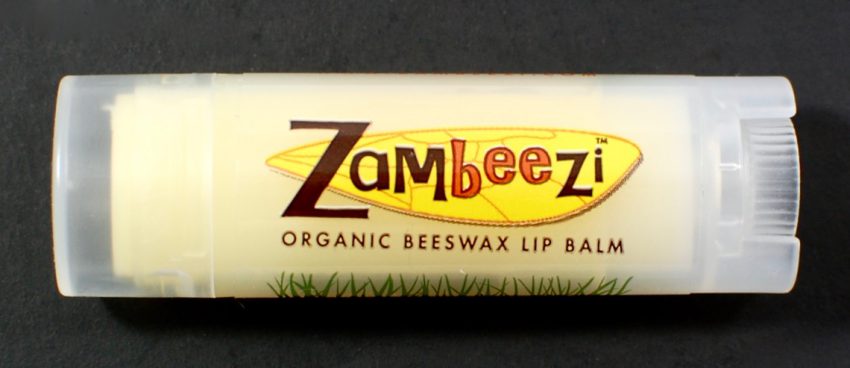 Zambeezi™
ORGANIC BEESWAX LIP BALM